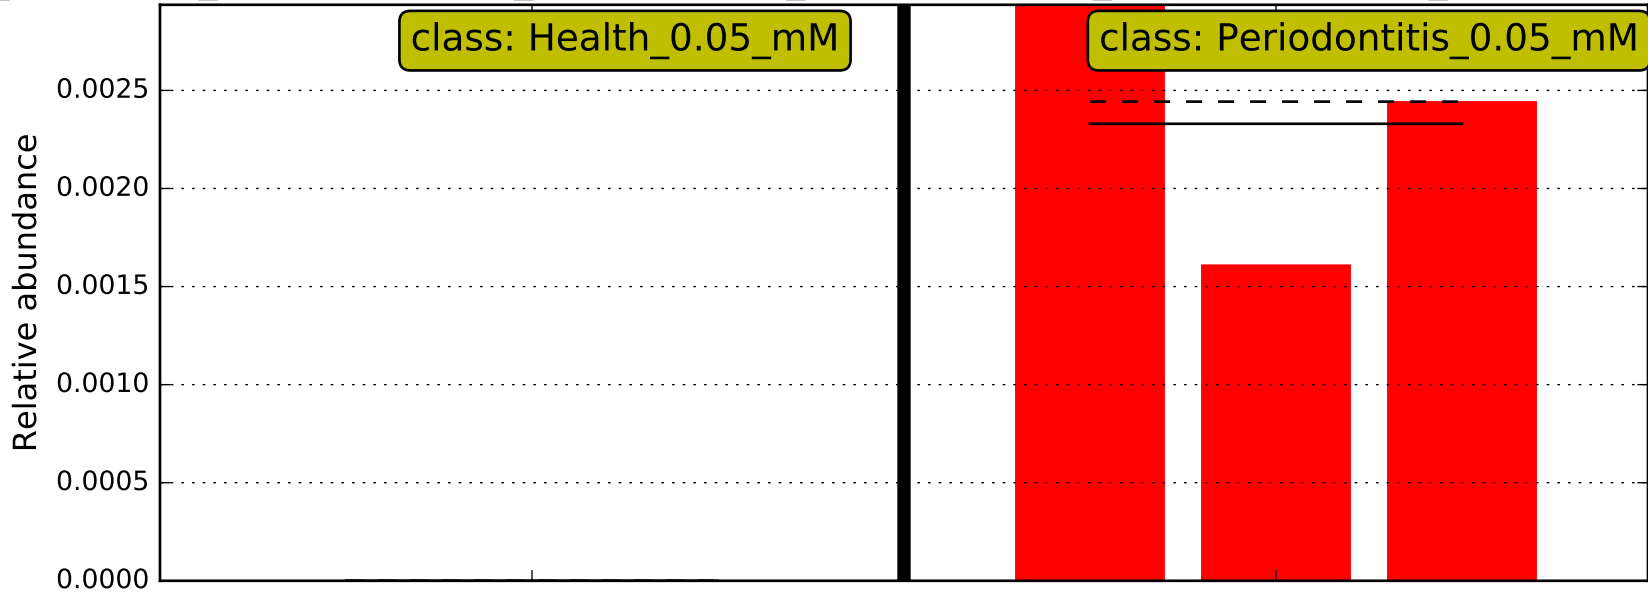 class: Health_0.05_mM
class: Periodontitis_0.05_mM
0.0025
0.0020
0.0015
0.0010
0.0005
0.0000
Relative abundance